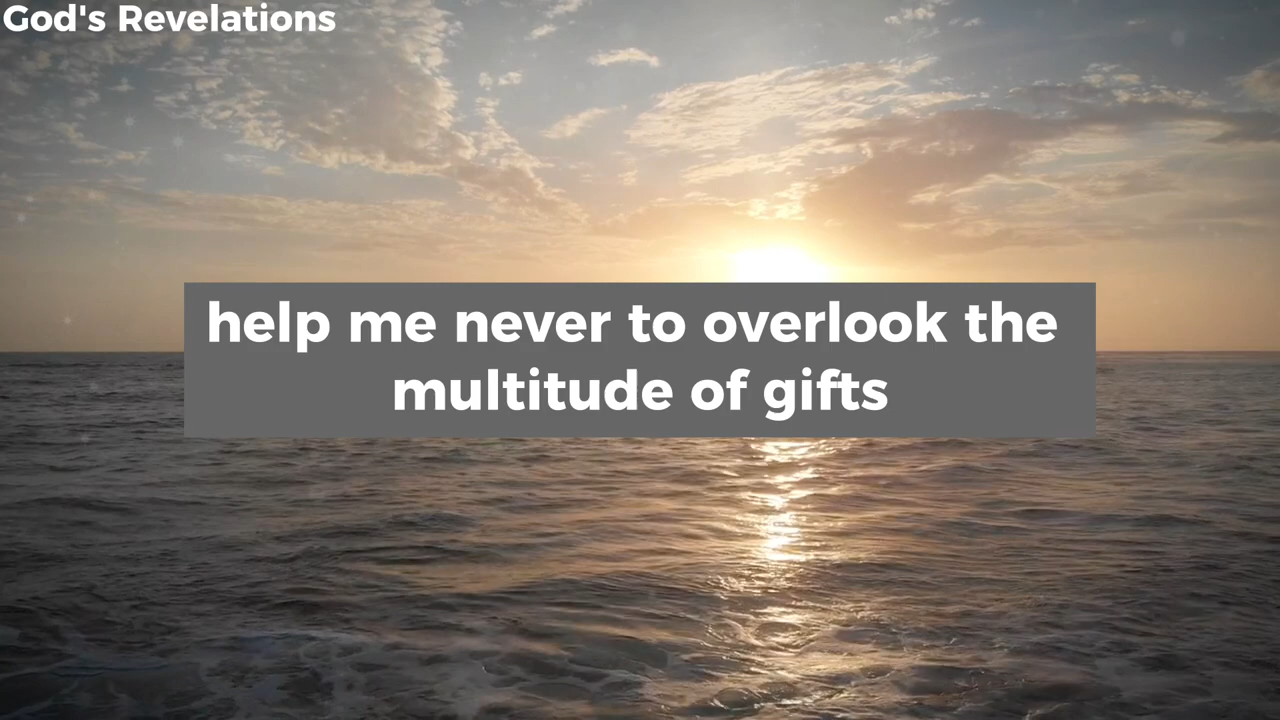 God's Revelations
help me never to overlook the
multitude of gifts